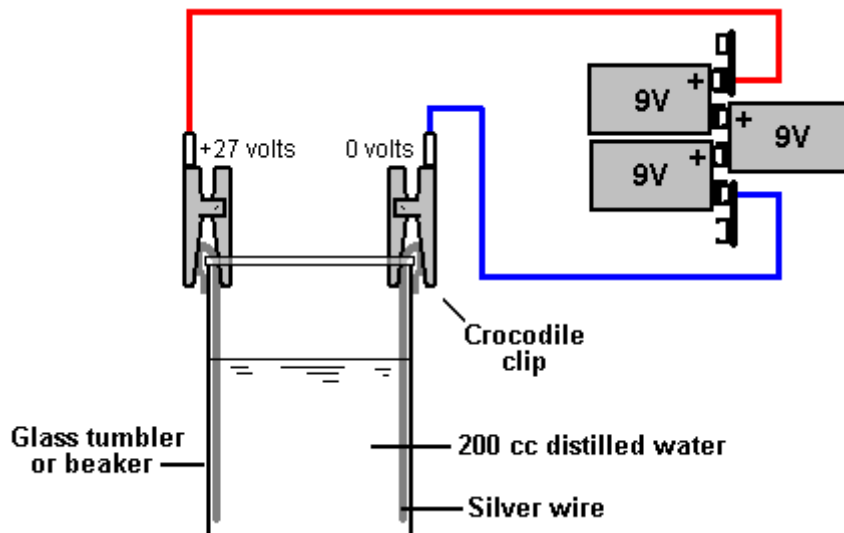 +
9V
+
9V
+
9V
+27 volts
0 volts
Crocodile
clip
Glass tumbler
or beaker
200 cc distilled water
Silver wire